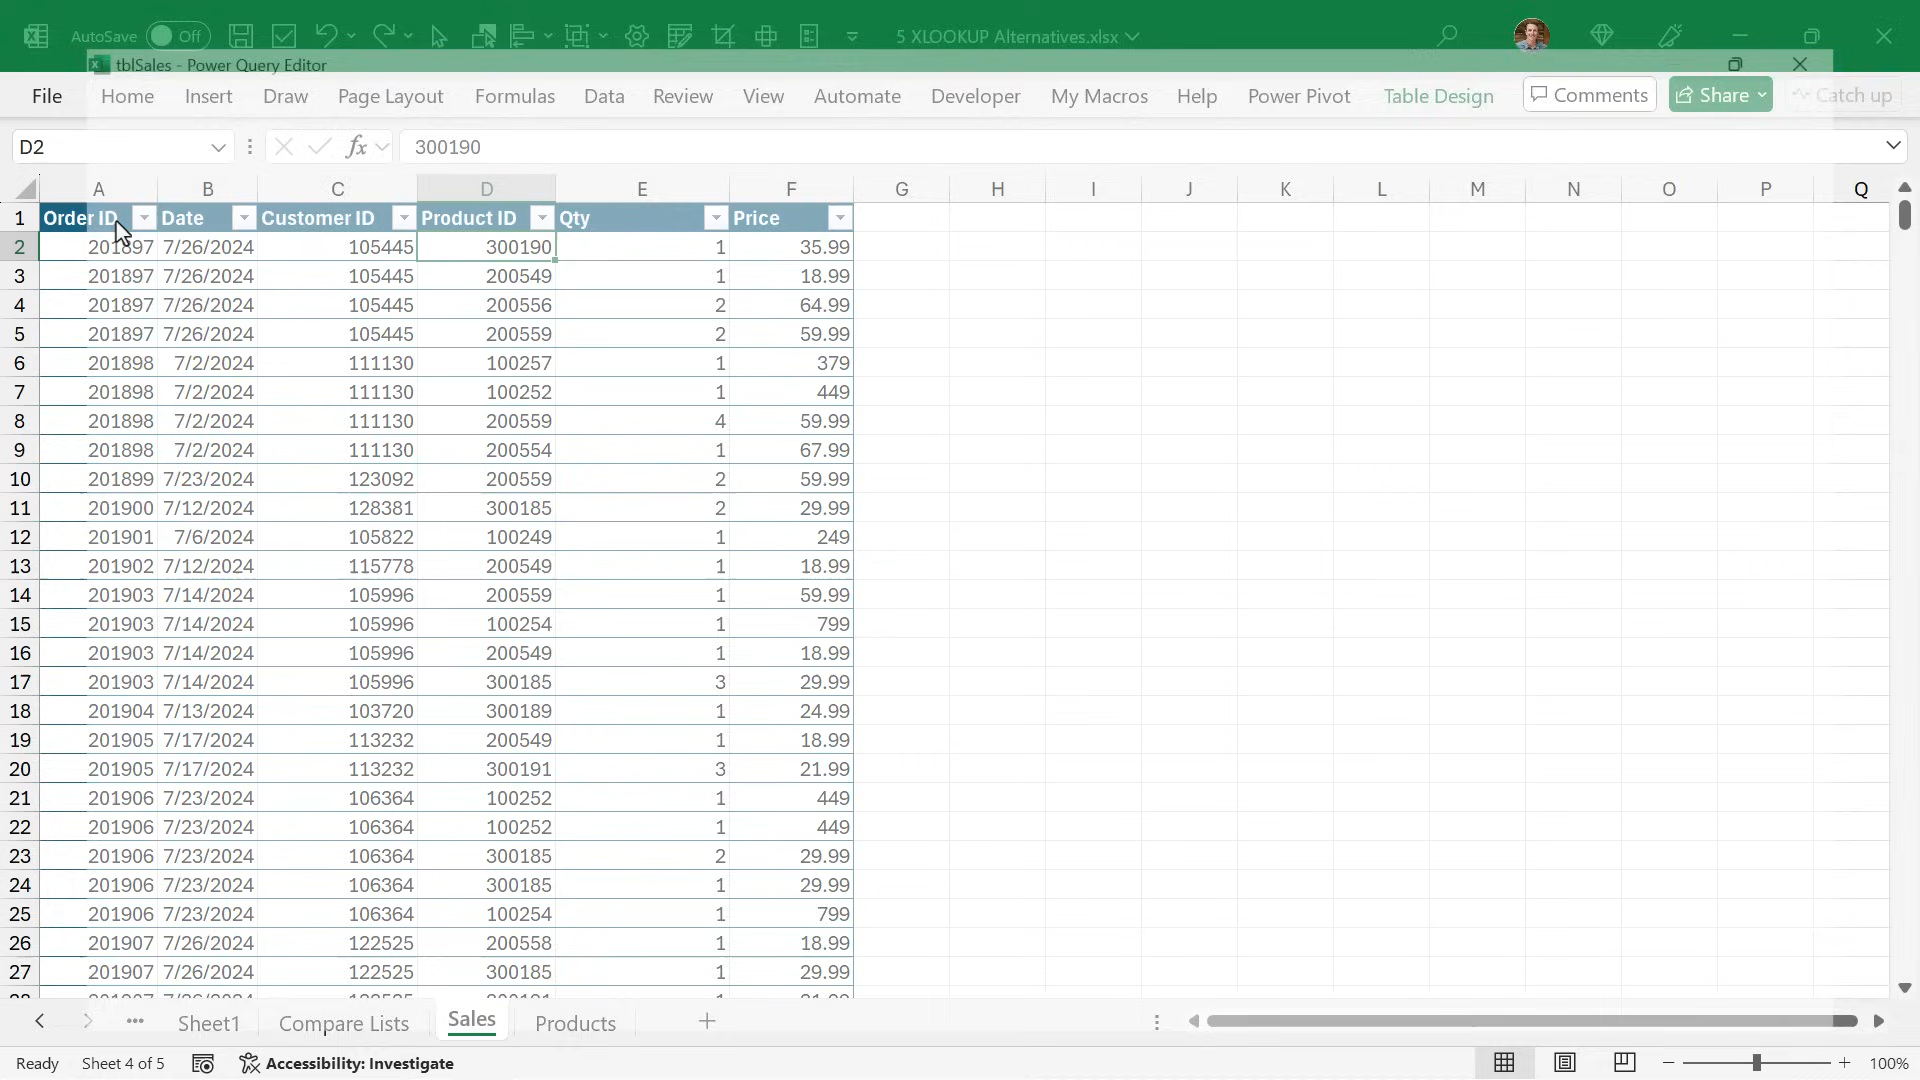 AutoSave Off 5 XLOOKUP Alternatives.xlsx
tblSales - Power Query Editor
File Home Insert Draw Page Layout Formulas Data Review View Automate Developer My Macros Help Power Pivot Table Design Comments Share Catch up
D2 fx 300190
A B C D E F G H I J K L M N O P Q
1 Order ID Date Customer ID Product ID Qty Price
2 201897 7/26/2024 105445 300190 1 35.99
3 201897 7/26/2024 105445 200549 1 18.99
4 201897 7/26/2024 105445 200556 2 64.99
5 201897 7/26/2024 105445 200559 2 59.99
6 201898 7/2/2024 111130 100257 1 379
7 201898 7/2/2024 111130 100252 1 449
8 201898 7/2/2024 111130 200559 4 59.99
9 201898 7/2/2024 111130 200554 1 67.99
10 201899 7/23/2024 123092 200559 2 59.99
11 201900 7/12/2024 128381 300185 2 29.99
12 201901 7/6/2024 105822 100249 1 249
13 201902 7/12/2024 115778 200549 1 18.99
14 201903 7/14/2024 105996 200559 1 59.99
15 201903 7/14/2024 105996 100254 1 799
16 201903 7/14/2024 105996 200549 1 18.99
17 201903 7/14/2024 105996 300185 3 29.99
18 201904 7/13/2024 103720 300189 1 24.99
19 201905 7/17/2024 113232 200549 1 18.99
20 201905 7/17/2024 113232 300191 3 21.99
21 201906 7/23/2024 106364 100252 1 449
22 201906 7/23/2024 106364 100252 1 449
23 201906 7/23/2024 106364 300185 2 29.99
24 201906 7/23/2024 106364 300185 1 29.99
25 201906 7/23/2024 106364 100254 1 799
26 201907 7/26/2024 122525 200558 1 18.99
27 201907 7/26/2024 122525 300185 1 29.99
Sheet1 Compare Lists Sales Products
Ready Sheet 4 of 5 Accessibility: Investigate 100%